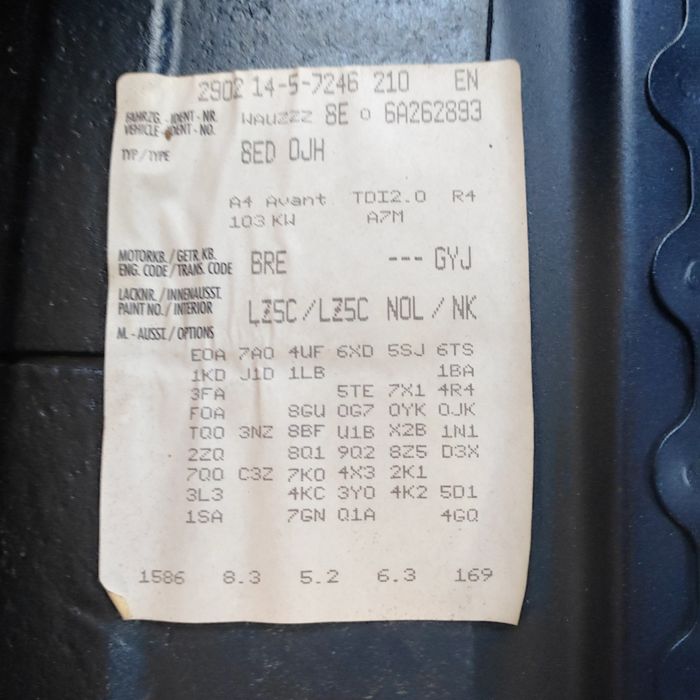 2902 14-5-7246 210 EN
FAHRZG.-IDENT-NR.
VEHICLE-IDENT-NO. WAUZZZ 8E 0 6A262893
TYP/TYPE 8ED 0JH
A4 Avant TDI2.0 R4
103 KW A7M
MOTORKB./GETR.KB.
ENG. CODE/TRANS. CODE BRE --- GYJ
LACKNR./INNENAUSST.
PAINT NO./INTERIOR LZ5C/LZ5C N0L / NK
M.-AUSST./OPTIONS
E0A 7A0 4UF 6XD 5SJ 6TS
1KD J1D 1LB 1BA
3FA 5TE 7X1 4R4
F0A 8GU 0G7 0YK 0JK
TQ0 3NZ 8BF U1B X2B 1N1
2ZQ 8Q1 9Q2 8Z5 D3X
7Q0 C3Z 7K0 4X3 2K1
3L3 4KC 3Y0 4K2 5D1
1SA 7GN Q1A 4GQ
1586 8.3 5.2 6.3 169